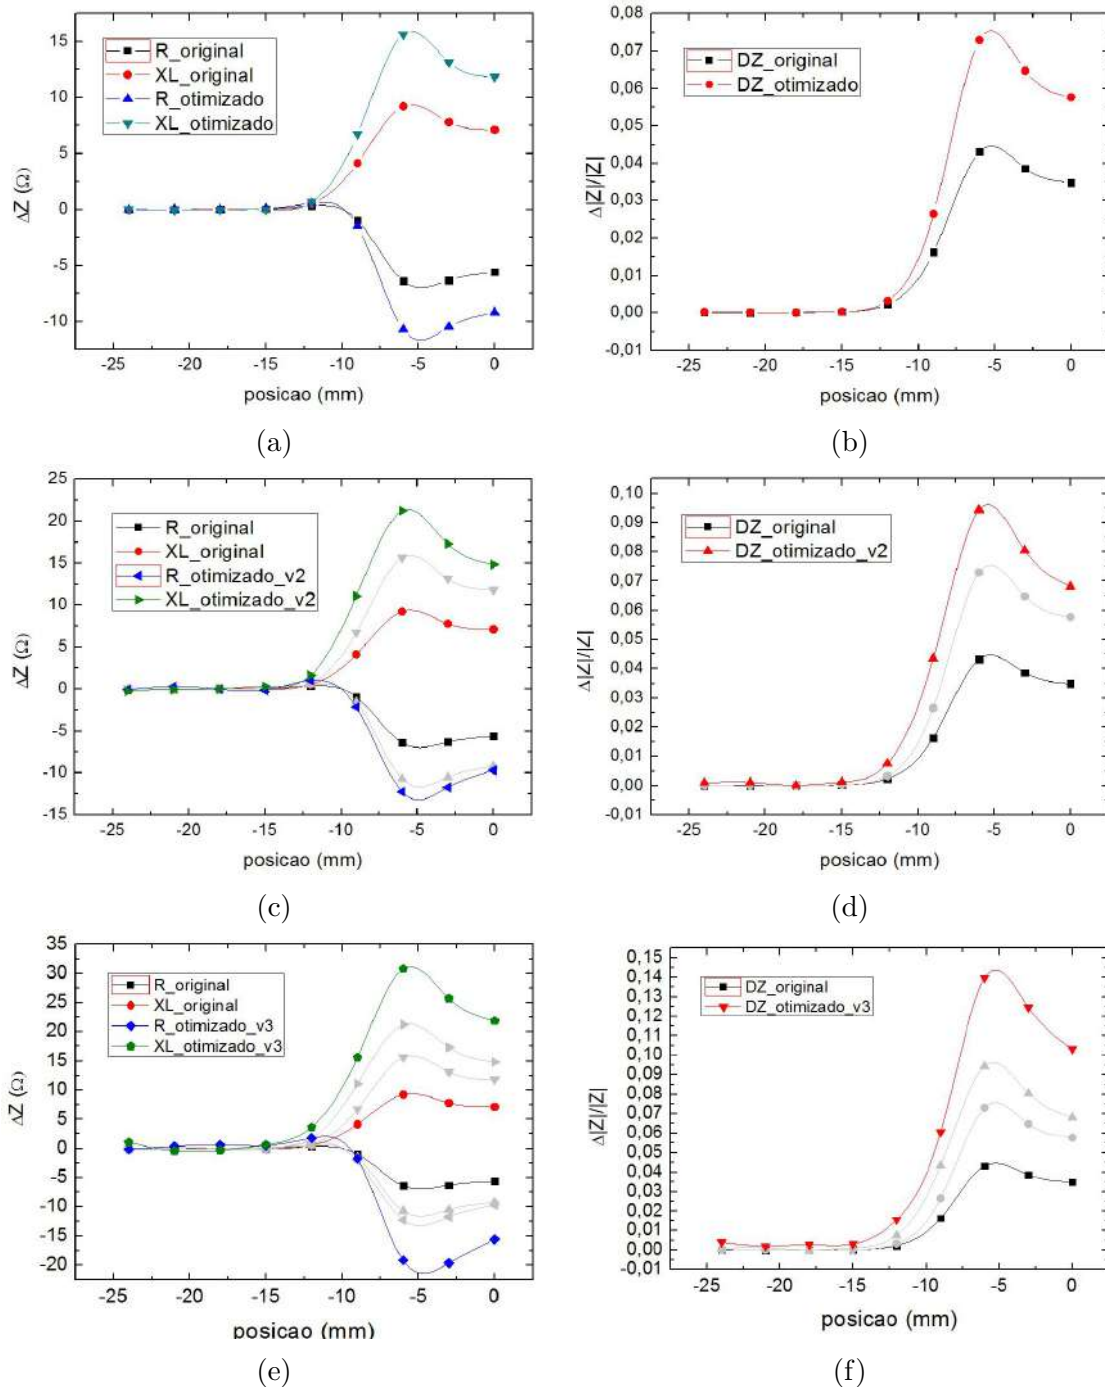 15
10
5
0
-5
-10
ΔZ (Ω)
R_original
XL_original
R_otimizado
XL_otimizado
-25 -20 -15 -10 -5 0
posicao (mm)
(a)
0,08
0,07
0,06
0,05
0,04
0,03
0,02
0,01
0,00
-0,01
Δ|Z|/|Z|
DZ_original
DZ_otimizado
-25 -20 -15 -10 -5 0
posicao (mm)
(b)
25
20
15
10
5
0
-5
-10
-15
ΔZ (Ω)
R_original
XL_original
R_otimizado_v2
XL_otimizado_v2
-25 -20 -15 -10 -5 0
posicao (mm)
(c)
0,10
0,09
0,08
0,07
0,06
0,05
0,04
0,03
0,02
0,01
0,00
-0,01
Δ|Z|/|Z|
DZ_original
DZ_otimizado_v2
-25 -20 -15 -10 -5 0
posicao (mm)
(d)
35
30
25
20
15
10
5
0
-5
-10
-15
-20
ΔZ (Ω)
R_original
XL_original
R_otimizado_v3
XL_otimizado_v3
-25 -20 -15 -10 -5 0
posicao (mm)
(e)
0,15
0,14
0,13
0,12
0,11
0,10
0,09
0,08
0,07
0,06
0,05
0,04
0,03
0,02
0,01
0,00
-0,01
Δ|Z|/|Z|
DZ_original
DZ_otimizado_v3
-25 -20 -15 -10 -5 0
posicao (mm)
(f)